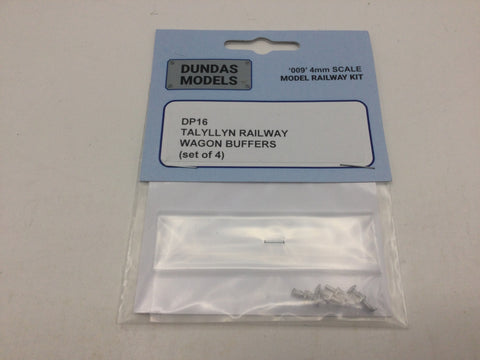 DUNDAS
MODELS
'009' 4mm SCALE
MODEL RAILWAY KIT
DP16
TALYLLYN RAILWAY
WAGON BUFFERS
(set of 4)